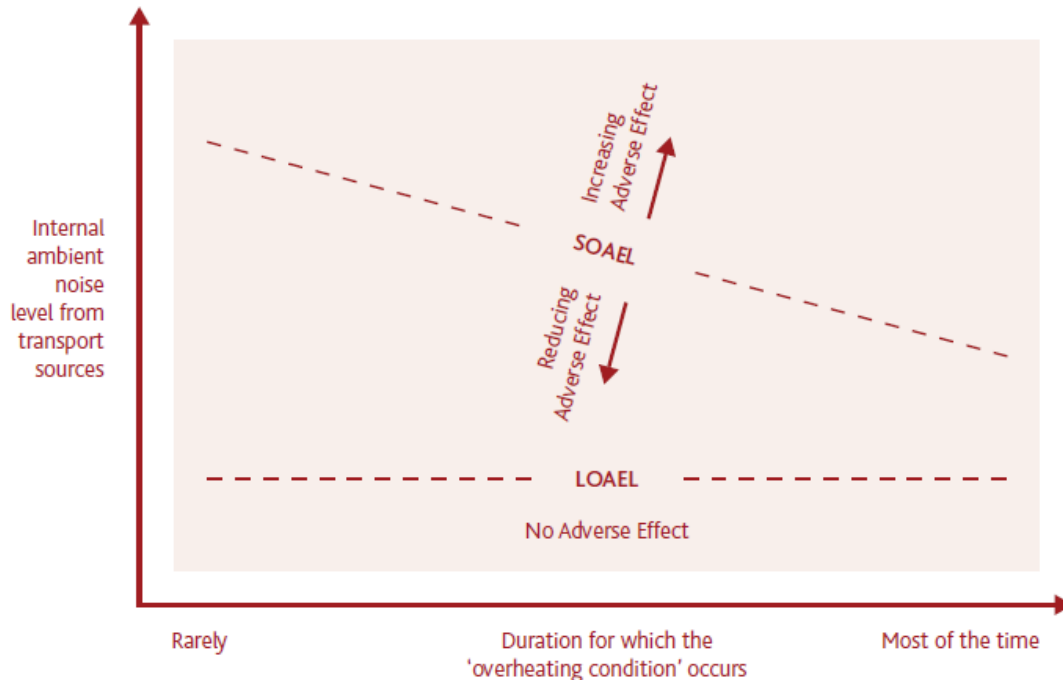 Increasing
Adverse Effect
Internal
ambient
noise
level from
transport
sources
SOAEL
Reducing
Adverse Effect
LOAEL
No Adverse Effect
Rarely
Duration for which the
‘overheating condition’ occurs
Most of the time